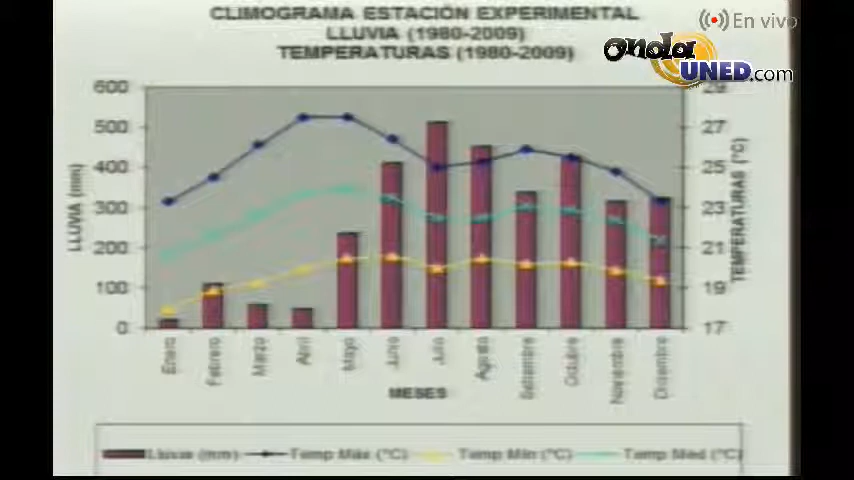 CLIMOGRAMA ESTACIÓN EXPERIMENTAL
LLUVIA (1980-2009)
TEMPERATURAS (1980-2009)
En vivo
onda
UNED.com
600
500
400
300
200
100
0
LLUVIA (mm)
29
27
25
23
21
19
17
TEMPERATURAS (°C)
Enero
Febrero
Marzo
Abril
Mayo
Junio
Julio
Agosto
Setiembre
Octubre
Noviembre
Diciembre
MESES
Lluvia (mm)
Temp Máx (°C)
Temp Mín (°C)
Temp Med (°C)